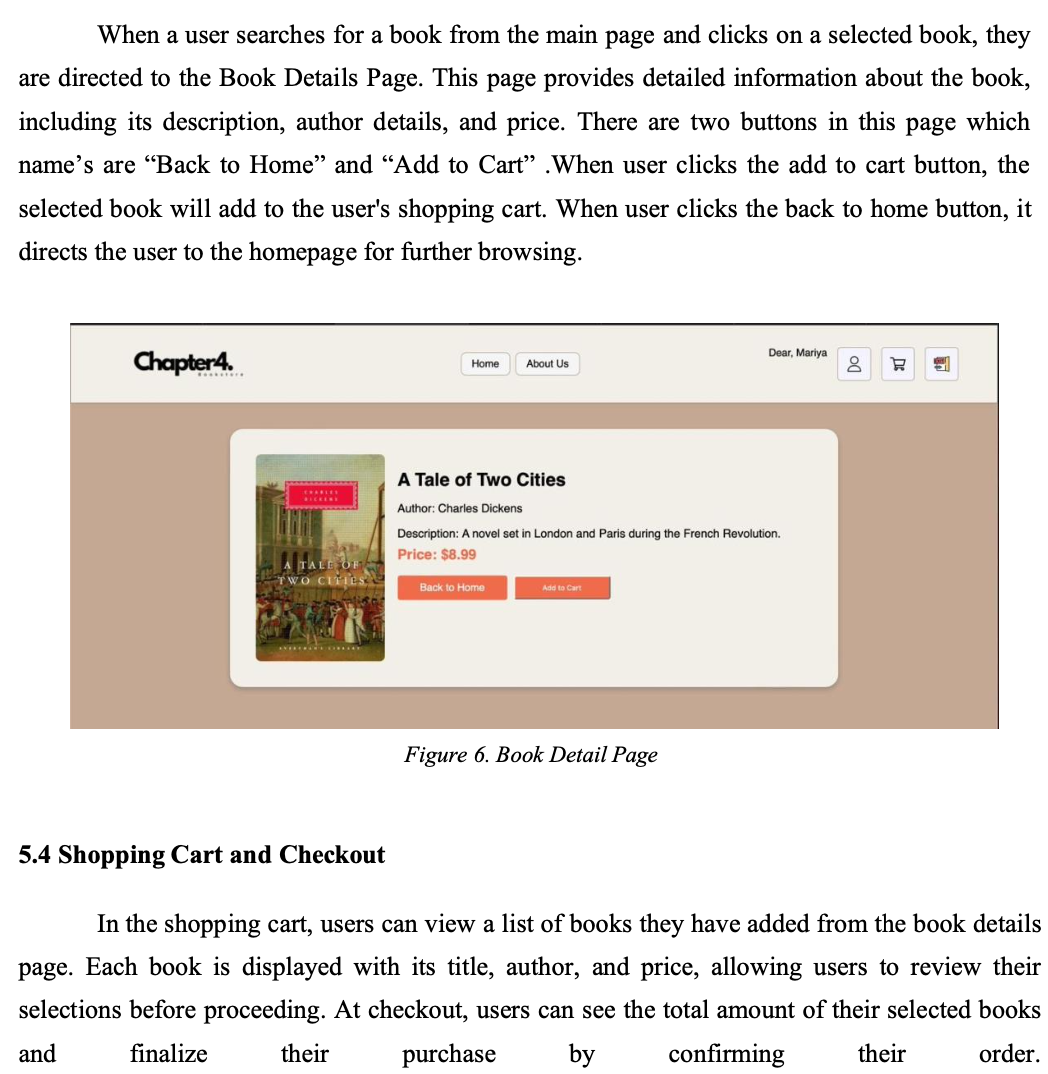 When a user searches for a book from the main page and clicks on a selected book, they
are directed to the Book Details Page. This page provides detailed information about the book,
including its description, author details, and price. There are two buttons in this page which
name’s are “Back to Home” and “Add to Cart” .When user clicks the add to cart button, the
selected book will add to the user's shopping cart. When user clicks the back to home button, it
directs the user to the homepage for further browsing.
Chapter4.
Bookstore
Home
About Us
Dear, Mariya
CHARLES
DICKENS
A TALE OF
TWO CITIES
EVERYMAN'S LIBRARY
A Tale of Two Cities
Author: Charles Dickens
Description: A novel set in London and Paris during the French Revolution.
Price: $8.99
Back to Home
Add to Cart
Figure 6. Book Detail Page
5.4 Shopping Cart and Checkout
In the shopping cart, users can view a list of books they have added from the book details
page. Each book is displayed with its title, author, and price, allowing users to review their
selections before proceeding. At checkout, users can see the total amount of their selected books
and finalize their purchase by confirming their order.